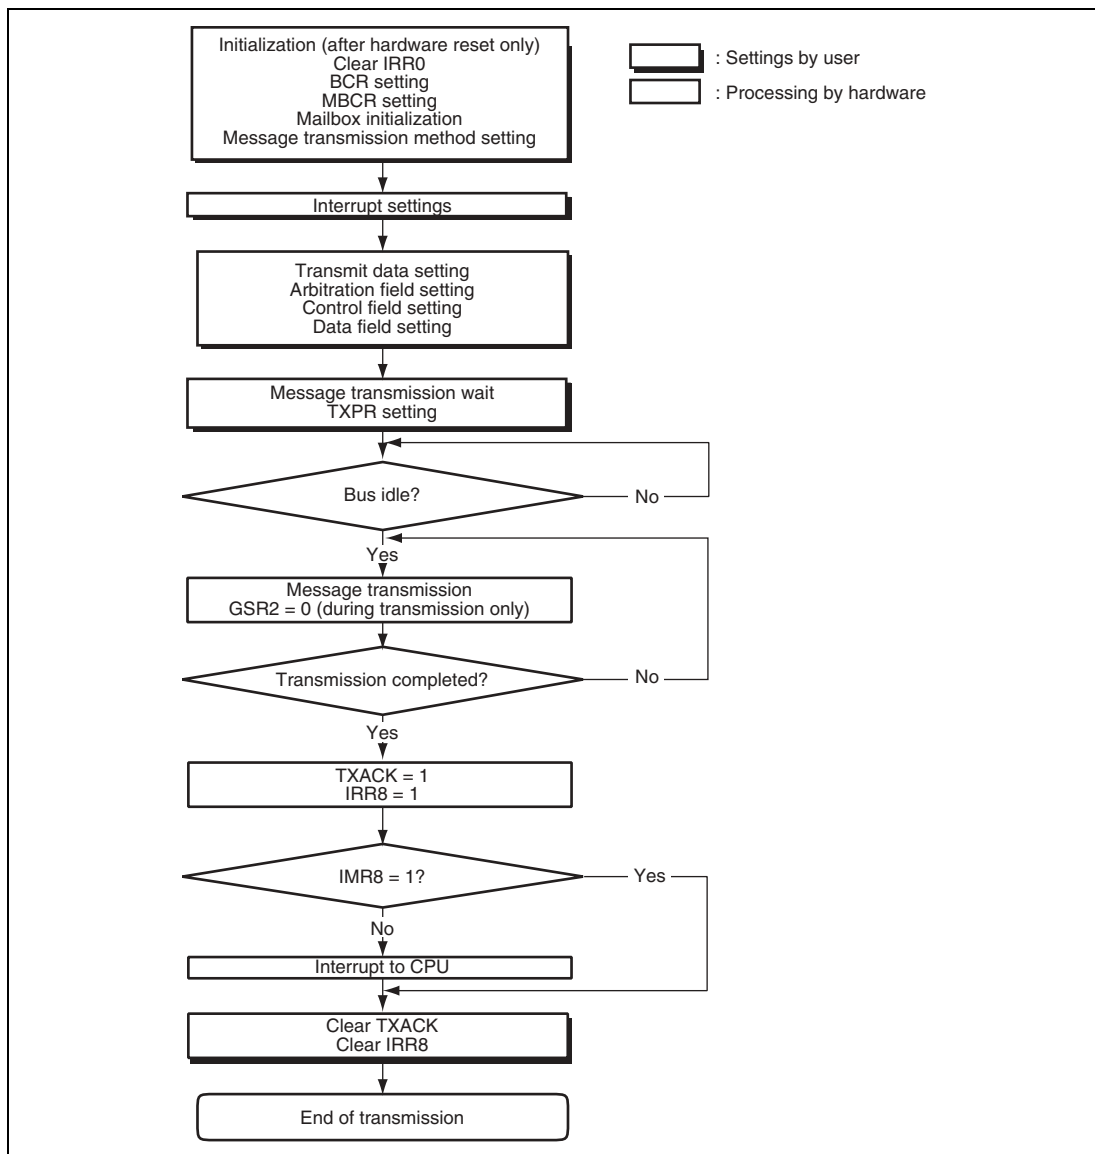 Initialization (after hardware reset only)
Clear IRR0
BCR setting
MBCR setting
Mailbox initialization
Message transmission method setting
: Settings by user
: Processing by hardware
Interrupt settings
Transmit data setting
Arbitration field setting
Control field setting
Data field setting
Message transmission wait
TXPR setting
Bus idle?
No
Yes
Message transmission
GSR2 = 0 (during transmission only)
Transmission completed?
No
Yes
TXACK = 1
IRR8 = 1
IMR8 = 1?
Yes
No
Interrupt to CPU
Clear TXACK
Clear IRR8
End of transmission